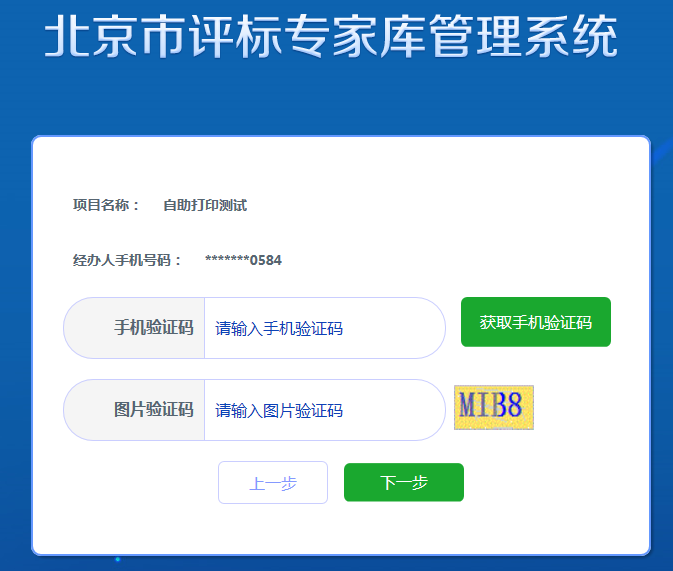 北京市评标专家库管理系统
项目名称： 自助打印测试
经办人手机号码： *******0584
手机验证码 请输入手机验证码 获取手机验证码
图片验证码 请输入图片验证码 MIB8
上一步 下一步